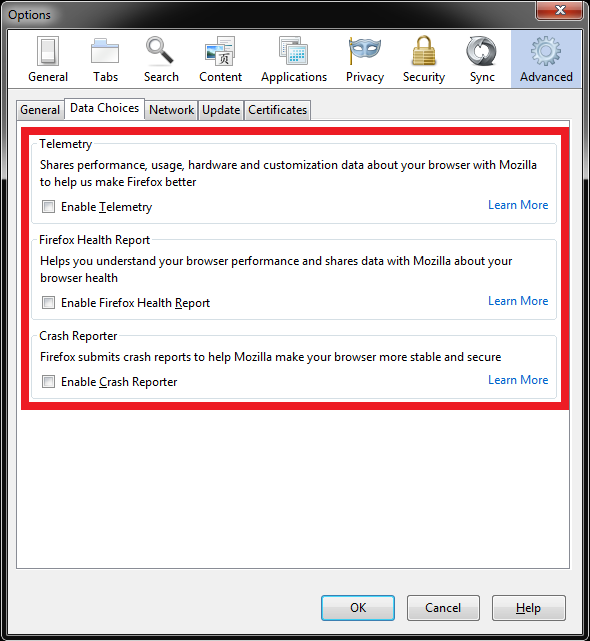 Options
General Tabs Search Content Applications Privacy Security Sync Advanced
General Data Choices Network Update Certificates
Telemetry
Shares performance, usage, hardware and customization data about your browser with Mozilla
to help us make Firefox better
Enable Telemetry Learn More
Firefox Health Report
Helps you understand your browser performance and shares data with Mozilla about your
browser health
Enable Firefox Health Report Learn More
Crash Reporter
Firefox submits crash reports to help Mozilla make your browser more stable and secure
Enable Crash Reporter Learn More
OK Cancel Help